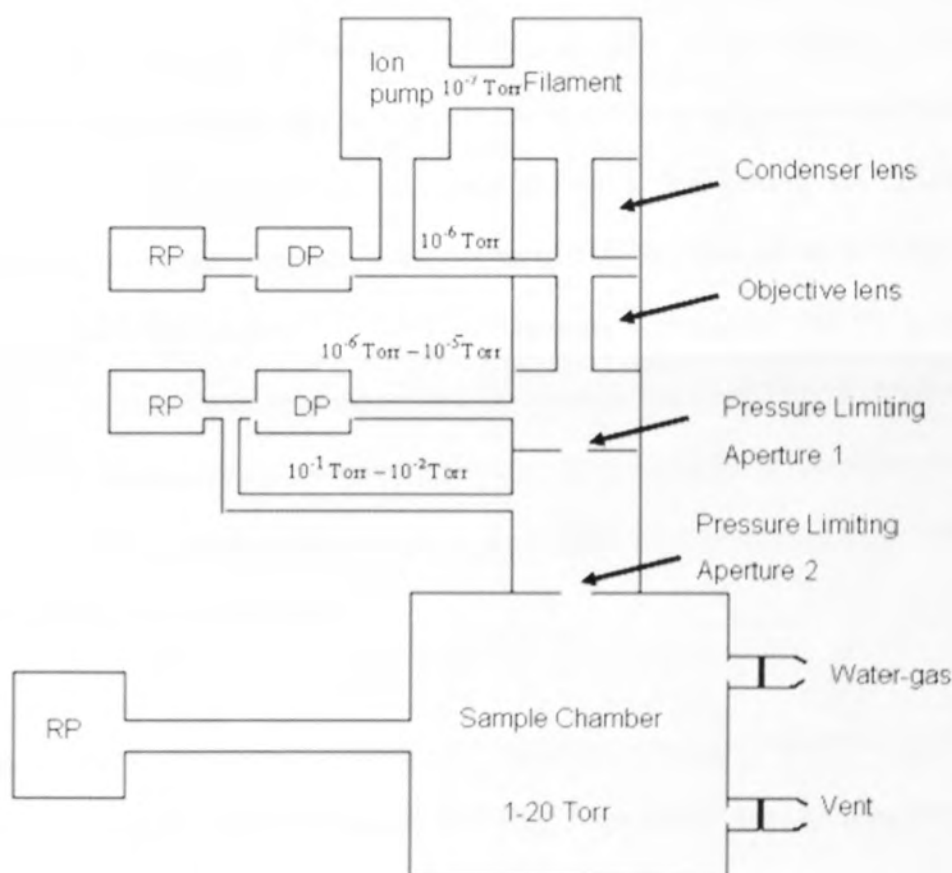 Ion
pump
10⁻⁷ Torr
Filament
Condenser lens
10⁻⁶ Torr
RP
DP
Objective lens
10⁻⁶ Torr – 10⁻⁵ Torr
RP
DP
Pressure Limiting
Aperture 1
10⁻¹ Torr – 10⁻² Torr
Pressure Limiting
Aperture 2
Water-gas
RP
Sample Chamber
1-20 Torr
Vent